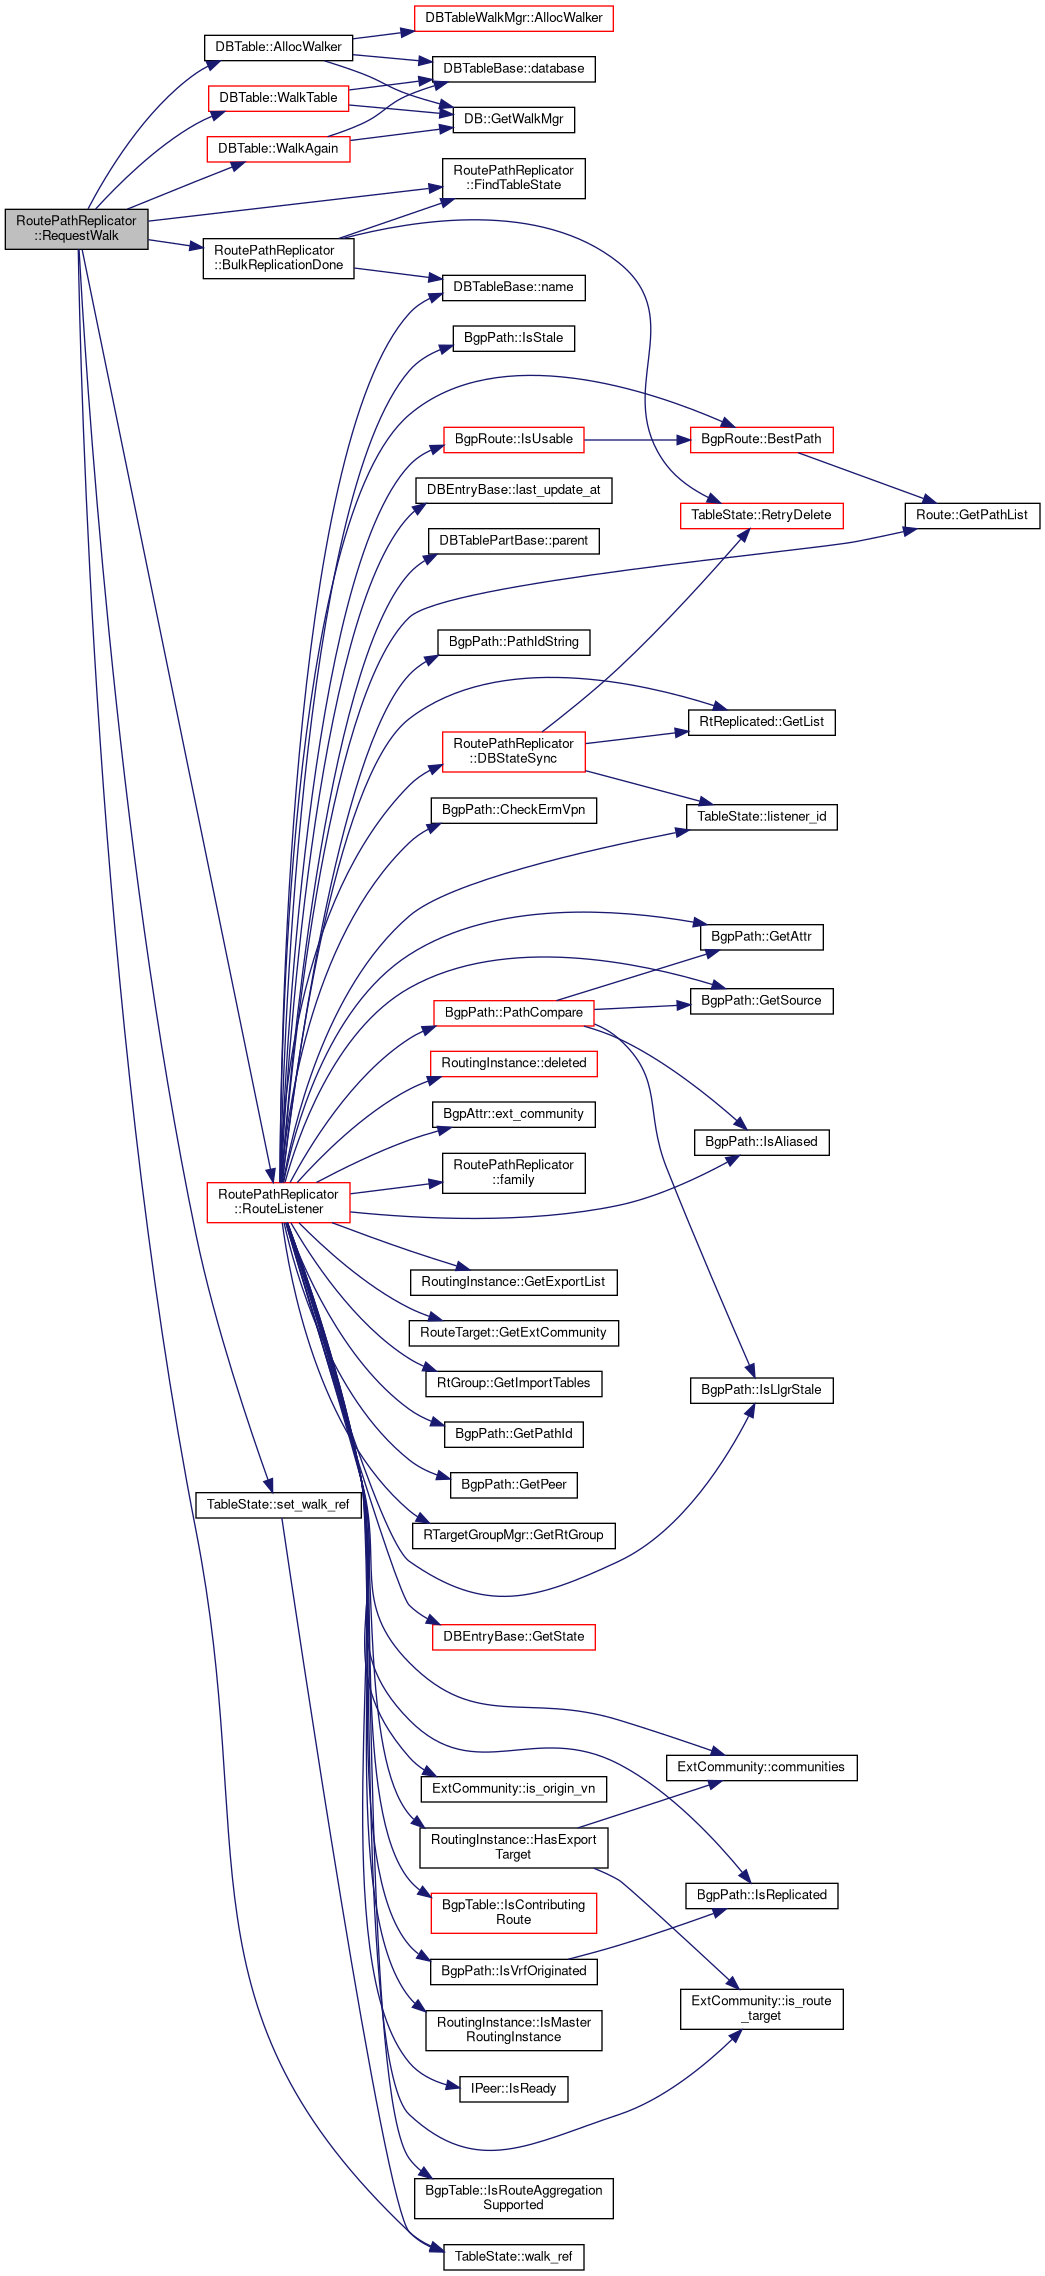 DBTableWalkMgr::AllocWalker
DBTable::AllocWalker
DBTableBase::database
DBTable::WalkTable
DB::GetWalkMgr
DBTable::WalkAgain
RoutePathReplicator
::FindTableState
RoutePathReplicator
::RequestWalk
RoutePathReplicator
::BulkReplicationDone
DBTableBase::name
BgpPath::IsStale
BgpRoute::IsUsable
BgpRoute::BestPath
DBEntryBase::last_update_at
TableState::RetryDelete
Route::GetPathList
DBTablePartBase::parent
BgpPath::PathIdString
RtReplicated::GetList
RoutePathReplicator
::DBStateSync
BgpPath::CheckErmVpn
TableState::listener_id
BgpPath::GetAttr
BgpPath::GetSource
BgpPath::PathCompare
RoutingInstance::deleted
BgpAttr::ext_community
BgpPath::IsAliased
RoutePathReplicator
::family
RoutePathReplicator
::RouteListener
RoutingInstance::GetExportList
RouteTarget::GetExtCommunity
RtGroup::GetImportTables
BgpPath::IsLlgrStale
BgpPath::GetPathId
BgpPath::GetPeer
TableState::set_walk_ref
RTargetGroupMgr::GetRtGroup
DBEntryBase::GetState
ExtCommunity::communities
ExtCommunity::is_origin_vn
RoutingInstance::HasExport
Target
BgpPath::IsReplicated
BgpTable::IsContributing
Route
BgpPath::IsVrfOriginated
ExtCommunity::is_route
_target
RoutingInstance::IsMaster
RoutingInstance
IPeer::IsReady
BgpTable::IsRouteAggregation
Supported
TableState::walk_ref